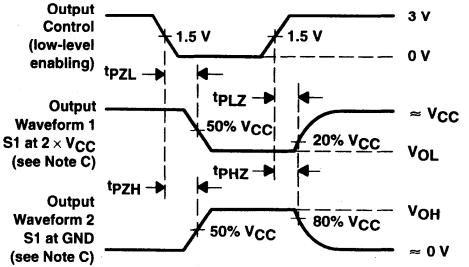 Output
Control
(low-level
enabling)
1.5 V
1.5 V
3 V
0 V
tPZL
tPLZ
Output
Waveform 1
S1 at 2 × VCC
(see Note C)
50% VCC
20% VCC
≈ VCC
VOL
tPZH
tPHZ
Output
Waveform 2
S1 at GND
(see Note C)
50% VCC
80% VCC
VOH
≈ 0 V